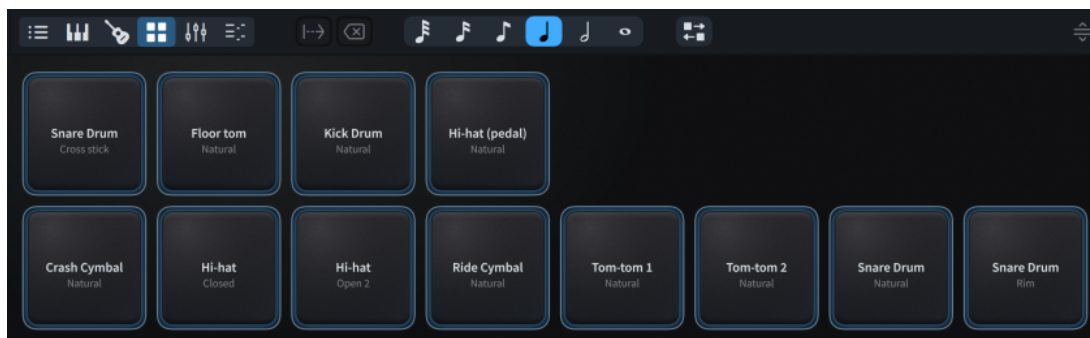 Snare Drum
Cross stick
Floor tom
Natural
Kick Drum
Natural
Hi-hat (pedal)
Natural
Crash Cymbal
Natural
Hi-hat
Closed
Hi-hat
Open 2
Ride Cymbal
Natural
Tom-tom 1
Natural
Tom-tom 2
Natural
Snare Drum
Natural
Snare Drum
Rim